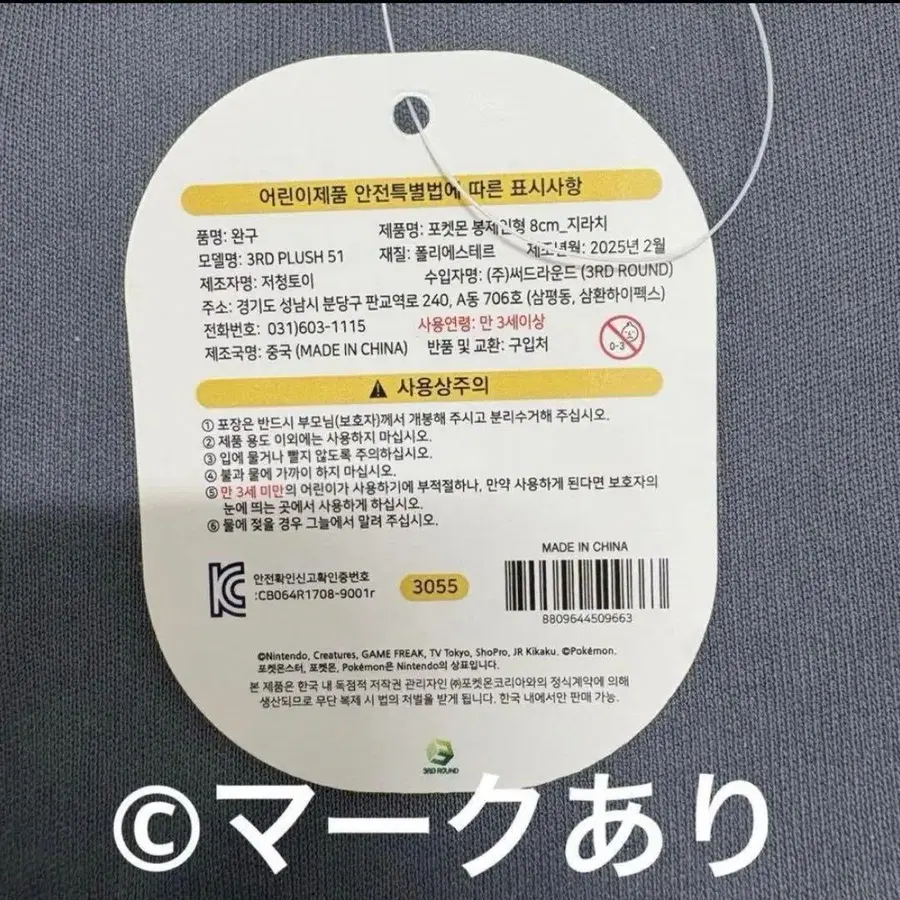 어린이제품 안전특별법에 따른 표시사항
품명: 완구 제품명: 포켓몬 봉제인형 8cm_지라치
모델명: 3RD PLUSH 51 재질: 폴리에스테르 제조년월: 2025년 2월
제조자명: 저청토이 수입자명: (주)써드라운드 (3RD ROUND)
주소: 경기도 성남시 분당구 판교역로 240, A동 706호 (삼평동, 삼환하이펙스)
전화번호: 031)603-1115 사용연령: 만 3세이상
제조국명: 중국 (MADE IN CHINA) 반품 및 교환: 구입처
0-3
사용상주의
① 포장은 반드시 부모님(보호자)께서 개봉해 주시고 분리수거해 주십시오.
② 제품 용도 이외에는 사용하지 마십시오.
③ 입에 물거나 빨지 않도록 주의하십시오.
④ 불과 물에 가까이 하지 마십시오.
⑤ 만 3세 미만의 어린이가 사용하기에 부적절하나, 만약 사용하게 된다면 보호자의
눈에 띄는 곳에서 사용하게 하십시오.
⑥ 물에 젖을 경우 그늘에서 말려 주십시오.
MADE IN CHINA
안전확인신고확인증번호
:CB064R1708-9001r
3055
8809644509663
©Nintendo, Creatures, GAME FREAK, TV Tokyo, ShoPro, JR Kikaku. ©Pokémon.
포켓몬스터, 포켓몬, Pokémon은 Nintendo의 상표입니다.
본 제품은 한국 내 독점적 저작권 관리자인 ㈜포켓몬코리아와의 정식계약에 의해
생산되므로 무단 복제 시 법의 처벌을 받게 됩니다. 한국 내에서만 판매 가능.
3RD ROUND
©マークあり